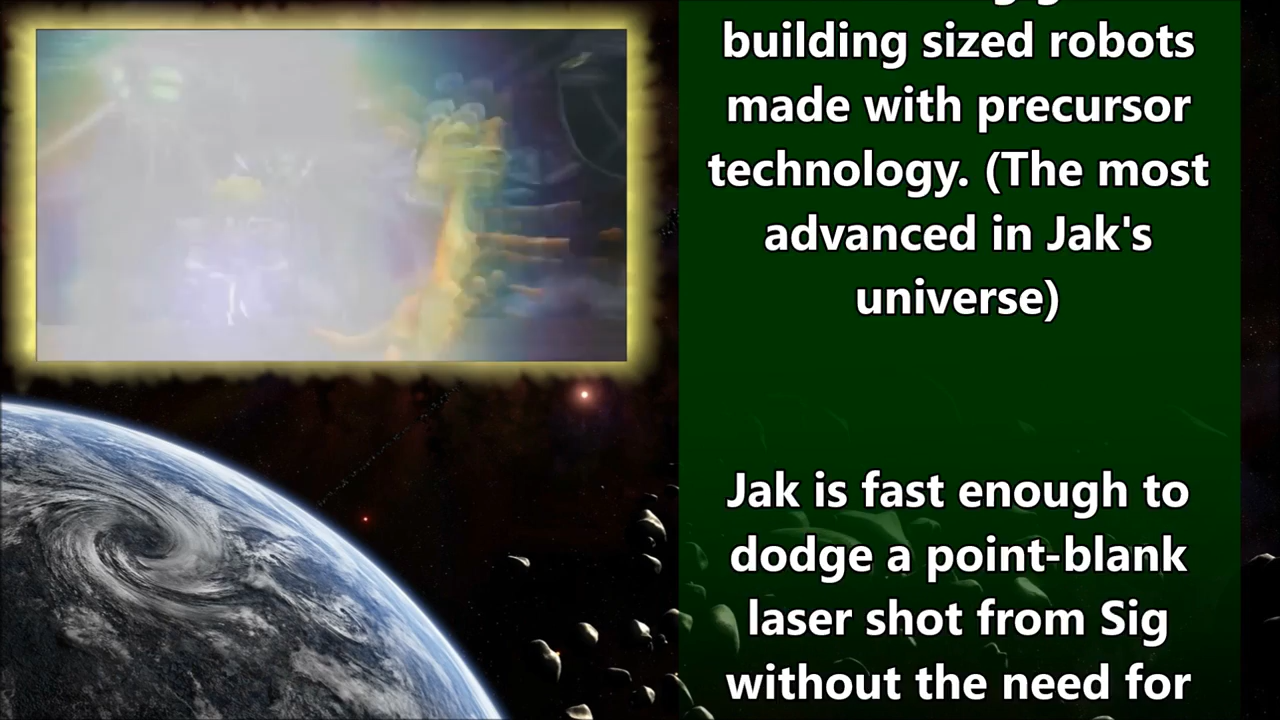 building sized robots
made with precursor
technology. (The most
advanced in Jak's
universe)
Jak is fast enough to
dodge a point-blank
laser shot from Sig
without the need for